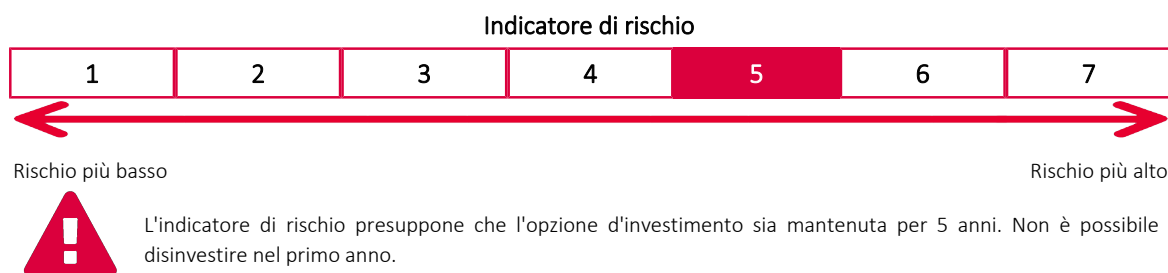 Indicatore di rischio
1 2 3 4 5 6 7
Rischio più basso Rischio più alto
L'indicatore di rischio presuppone che l'opzione d'investimento sia mantenuta per 5 anni. Non è possibile
disinvestire nel primo anno.